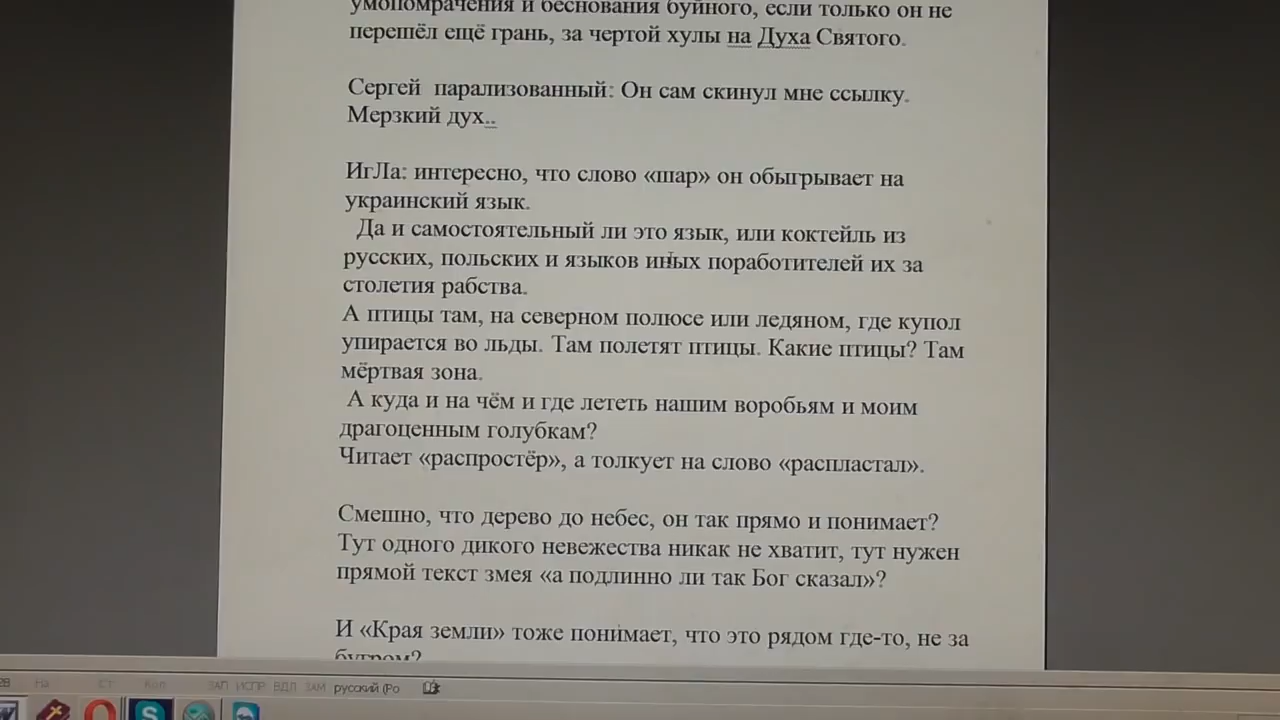 умопомрачения и беснования буйного, если только он не
перешёл ещё грань, за чертой хулы на Духа Святого.
Сергей парализованный: Он сам скинул мне ссылку.
Мерзкий дух..
ИгЛа: интересно, что слово «шар» он обыгрывает на
украинский язык.
Да и самостоятельный ли это язык, или коктейль из
русских, польских и языков иных поработителей их за
столетия рабства.
А птицы там, на северном полюсе или ледяном, где купол
упирается во льды. Там полетят птицы. Какие птицы? Там
мёртвая зона.
А куда и на чём и где лететь нашим воробьям и моим
драгоценным голубкам?
Читает «распростёр», а толкует на слово «распластал».
Смешно, что дерево до небес, он так прямо и понимает?
Тут одного дикого невежества никак не хватит, тут нужен
прямой текст змея «а подлинно ли так Бог сказал»?
И «Края земли» тоже понимает, что это рядом где-то, не за
бугром?
28 На Ст Кол ЗАП ИСПР ВДЛ ЗАМ русский (Ро